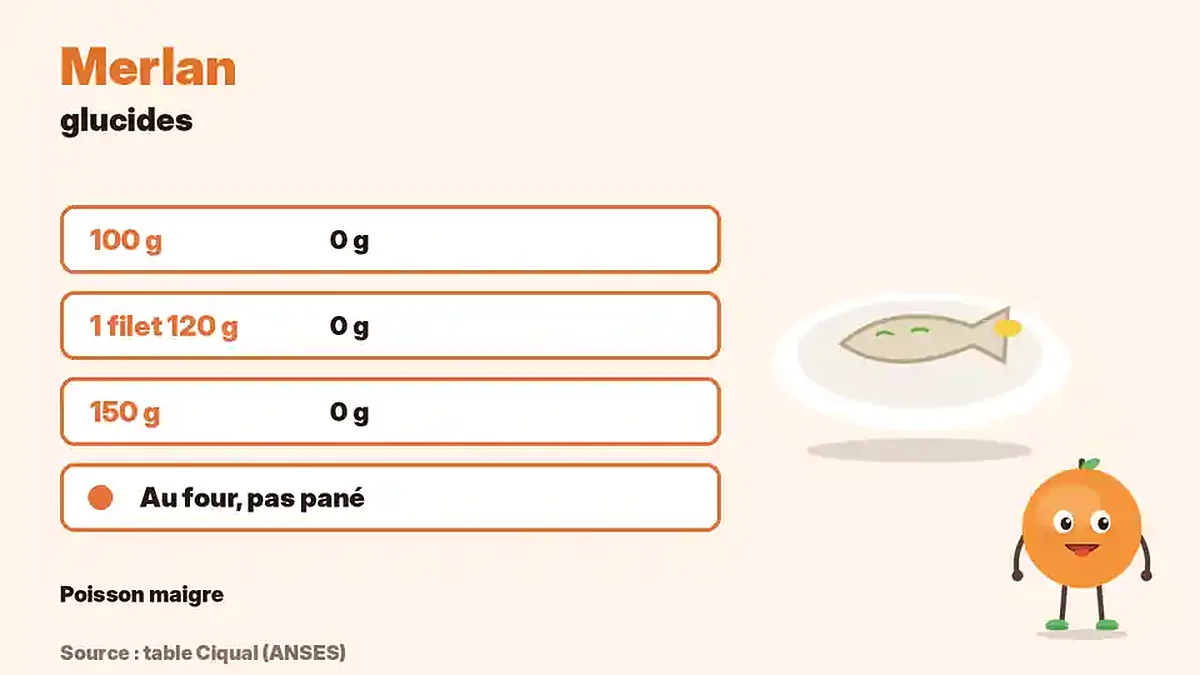 Merlan
glucides
100 g 0 g
1 filet 120 g 0 g
150 g 0 g
Au four, pas pané
Poisson maigre
Source : table Ciqual (ANSES)